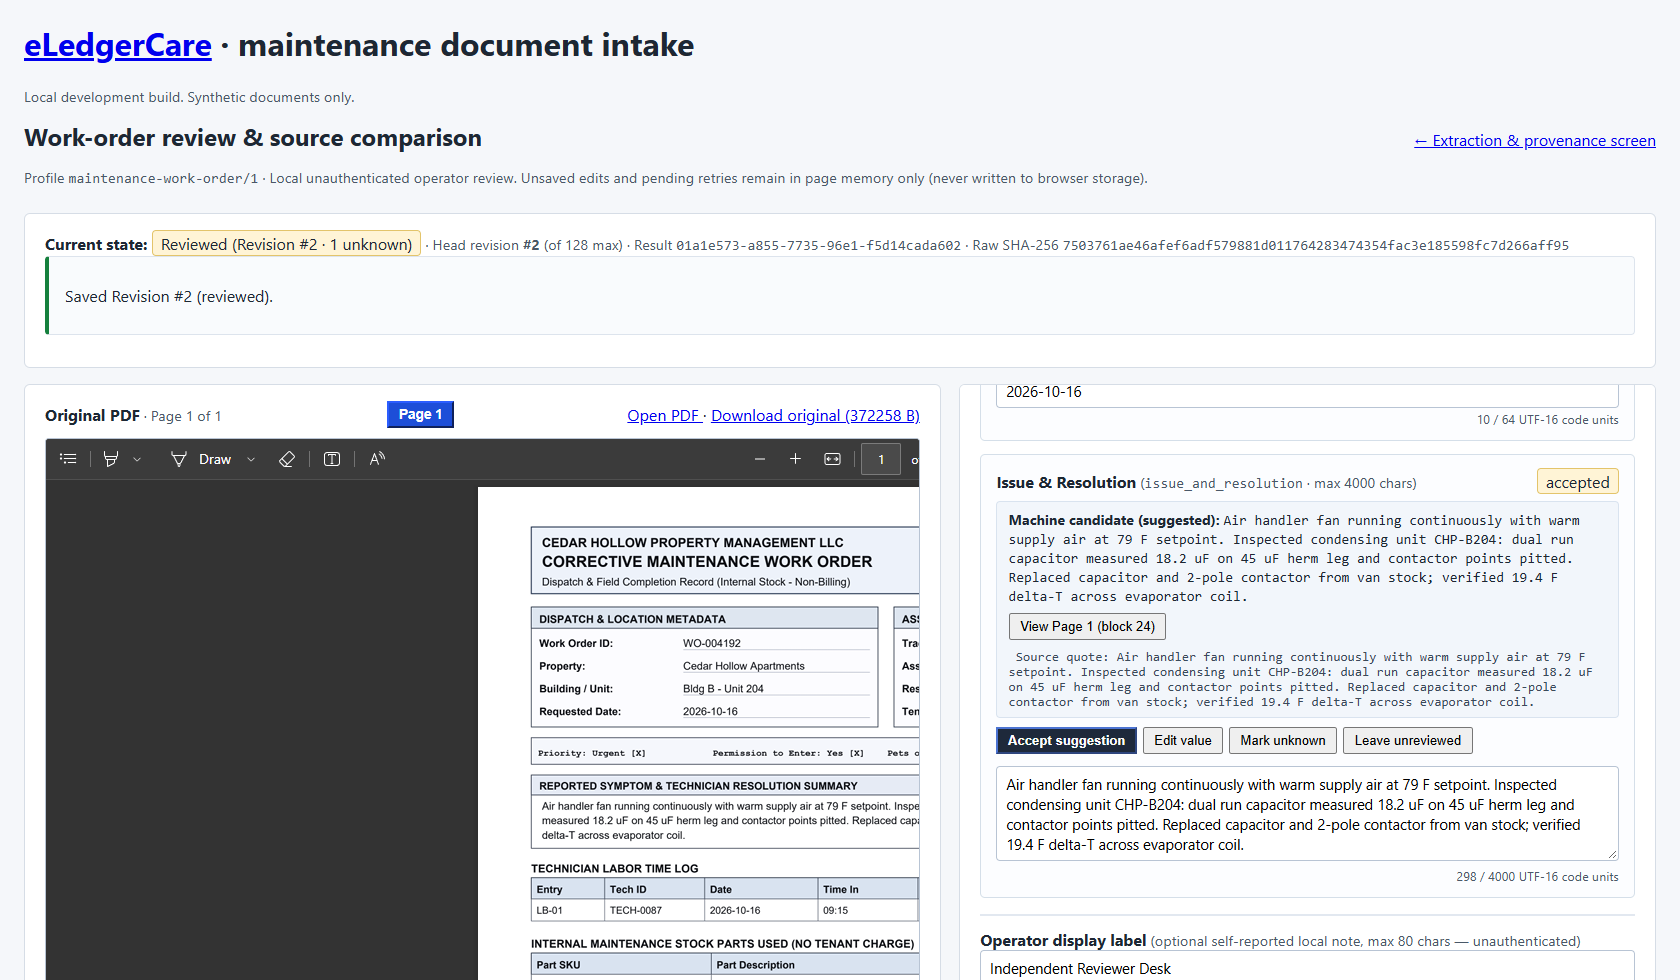 eLedgerCare · maintenance document intake
Local development build. Synthetic documents only.
Work-order review & source comparison
← Extraction & provenance screen
Profile maintenance-work-order/1 · Local unauthenticated operator review. Unsaved edits and pending retries remain in page memory only (never written to browser storage).
Current state: Reviewed (Revision #2 · 1 unknown) · Head revision #2 (of 128 max) · Result 01a1e573-a855-7735-96e1-f5d14cada602 · Raw SHA-256 7503761ae46afef6adf579881d011764283474354fac3e185598fc7d266aff95
Saved Revision #2 (reviewed).
Original PDF · Page 1 of 1
Page 1
Open PDF · Download original (372258 B)
Draw
1
CEDAR HOLLOW PROPERTY MANAGEMENT LLC
CORRECTIVE MAINTENANCE WORK ORDER
Dispatch & Field Completion Record (Internal Stock - Non-Billing)
DISPATCH & LOCATION METADATA
Work Order ID: WO-004192
Property: Cedar Hollow Apartments
Building / Unit: Bldg B - Unit 204
Requested Date: 2026-10-16
ASS
Tra
Ass
Res
Ten
Priority: Urgent [X] Permission to Enter: Yes [X] Pets o
REPORTED SYMPTOM & TECHNICIAN RESOLUTION SUMMARY
Air handler fan running continuously with warm supply air at 79 F setpoint. Inspe
measured 18.2 uF on 45 uF herm leg and contactor points pitted. Replaced capa
delta-T across evaporator coil.
TECHNICIAN LABOR TIME LOG
Entry Tech ID Date Time In
LB-01 TECH-0087 2026-10-16 09:15
INTERNAL MAINTENANCE STOCK PARTS USED (NO TENANT CHARGE)
Part SKU Part Description
2026-10-16
10 / 64 UTF-16 code units
Issue & Resolution (issue_and_resolution · max 4000 chars)
accepted
Machine candidate (suggested): Air handler fan running continuously with warm
supply air at 79 F setpoint. Inspected condensing unit CHP-B204: dual run
capacitor measured 18.2 uF on 45 uF herm leg and contactor points pitted.
Replaced capacitor and 2-pole contactor from van stock; verified 19.4 F
delta-T across evaporator coil.
View Page 1 (block 24)
Source quote: Air handler fan running continuously with warm supply air at 79 F
setpoint. Inspected condensing unit CHP-B204: dual run capacitor measured 18.2 uF
on 45 uF herm leg and contactor points pitted. Replaced capacitor and 2-pole
contactor from van stock; verified 19.4 F delta-T across evaporator coil.
Accept suggestion Edit value Mark unknown Leave unreviewed
Air handler fan running continuously with warm supply air at 79 F setpoint. Inspected
condensing unit CHP-B204: dual run capacitor measured 18.2 uF on 45 uF herm leg and
contactor points pitted. Replaced capacitor and 2-pole contactor from van stock; verified
19.4 F delta-T across evaporator coil.
298 / 4000 UTF-16 code units
Operator display label (optional self-reported local note, max 80 chars — unauthenticated)
Independent Reviewer Desk